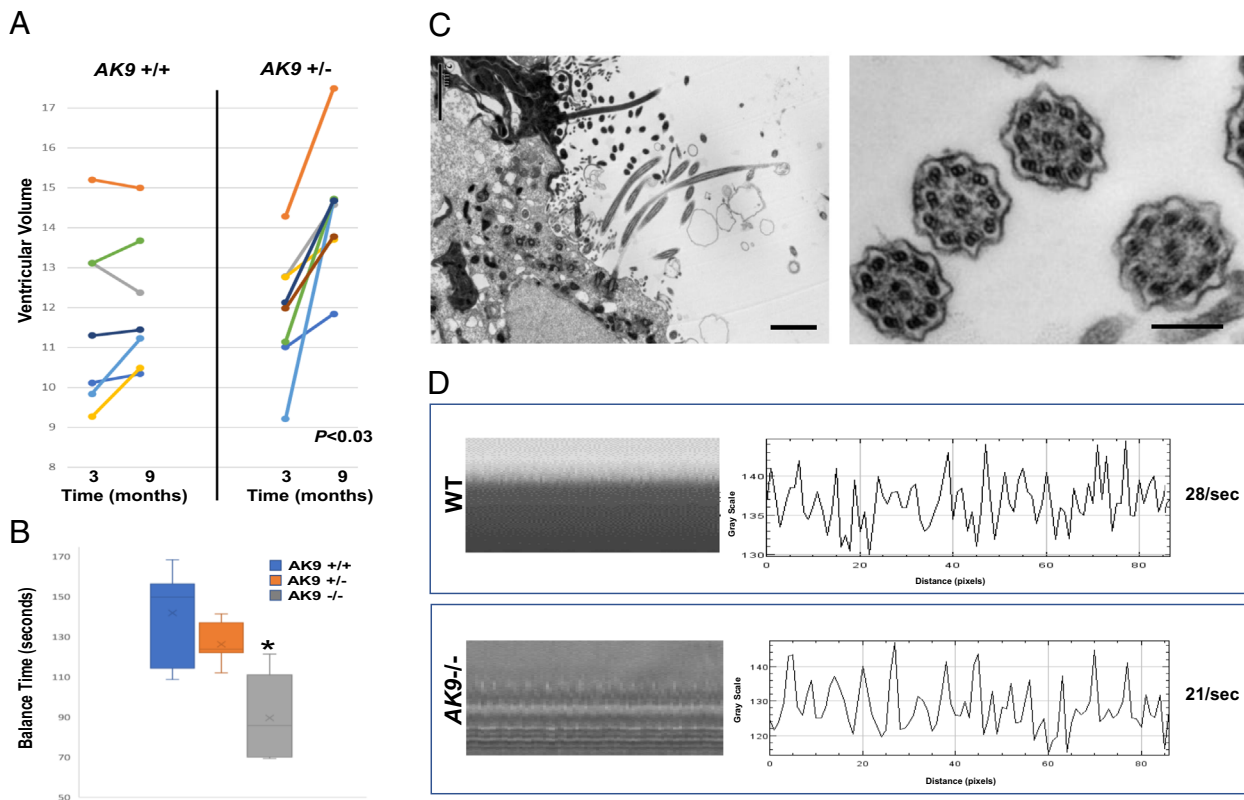 A
AK9 +/+
AK9 +/-
Ventricular Volume
17
16
15
14
13
12
11
10
9
8
P<0.03
3
9
3
9
Time (months)
Time (months)
B
Balance Time (seconds)
170
150
130
110
90
70
50
AK9 +/+
AK9 +/-
AK9 -/-
*
C
D
WT
Gray Scale
140
135
130
0
20
40
60
80
Distance (pixels)
28/sec
AK9-/-
Gray Scale
140
130
120
0
20
40
60
80
Distance (pixels)
21/sec